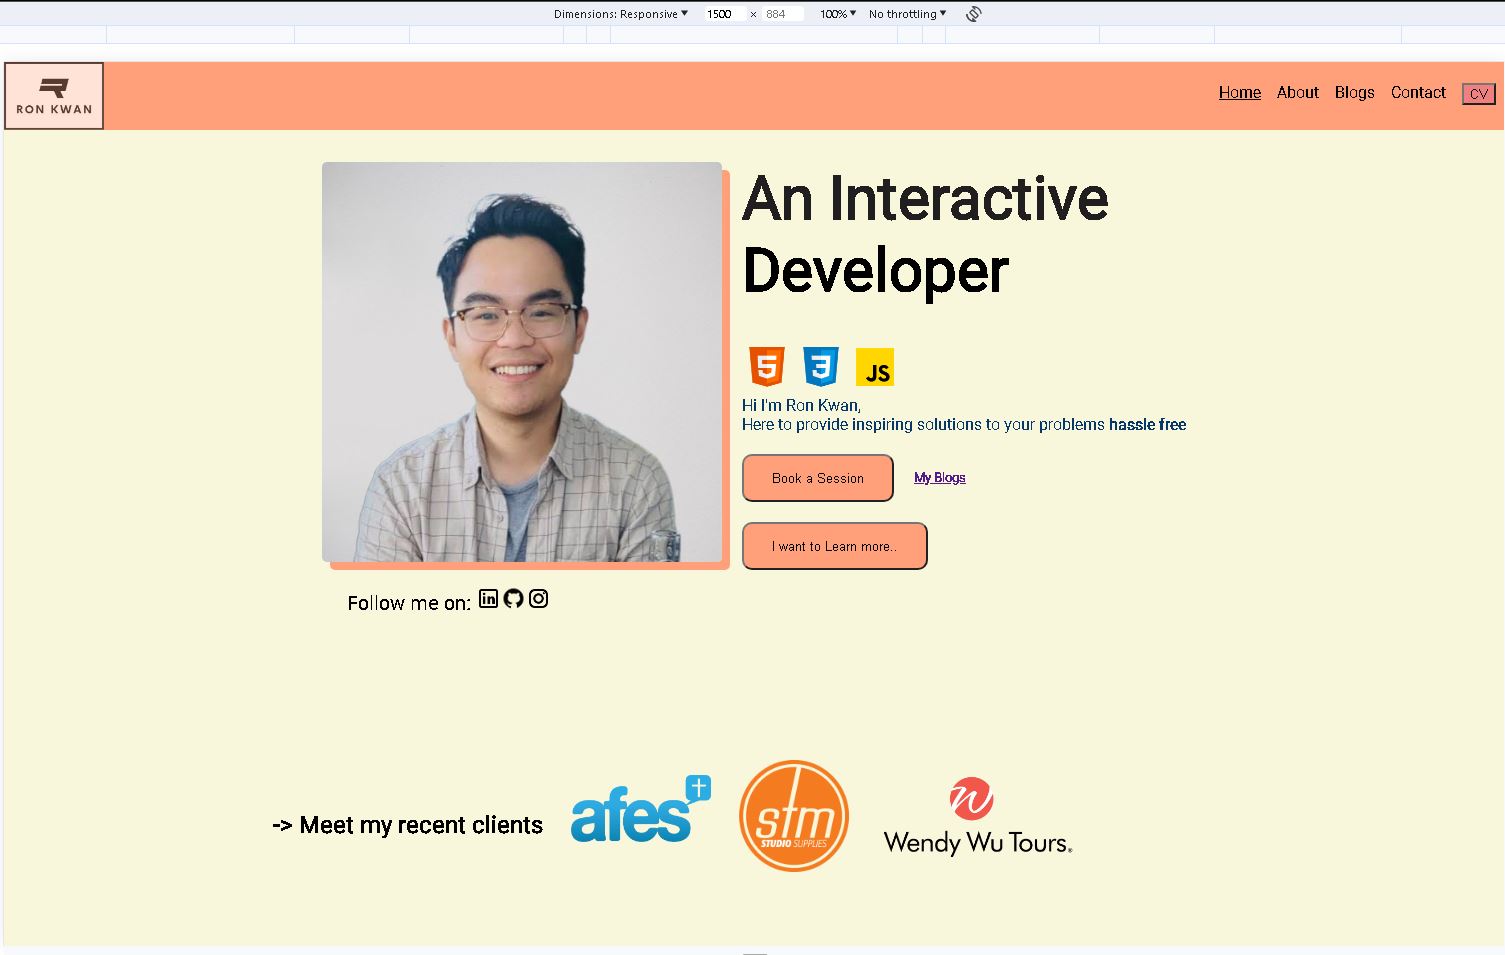 Dimensions: Responsive 1500 × 884 100% No throttling
RON KWAN
Home About Blogs Contact CV
An Interactive
Developer
5 3 JS
Hi I'm Ron Kwan,
Here to provide inspiring solutions to your problems hassle free
Book a Session My Blogs
I want to Learn more..
Follow me on: in
-> Meet my recent clients
afes
stm
STUDIO SUPPLIES
w
Wendy Wu Tours®